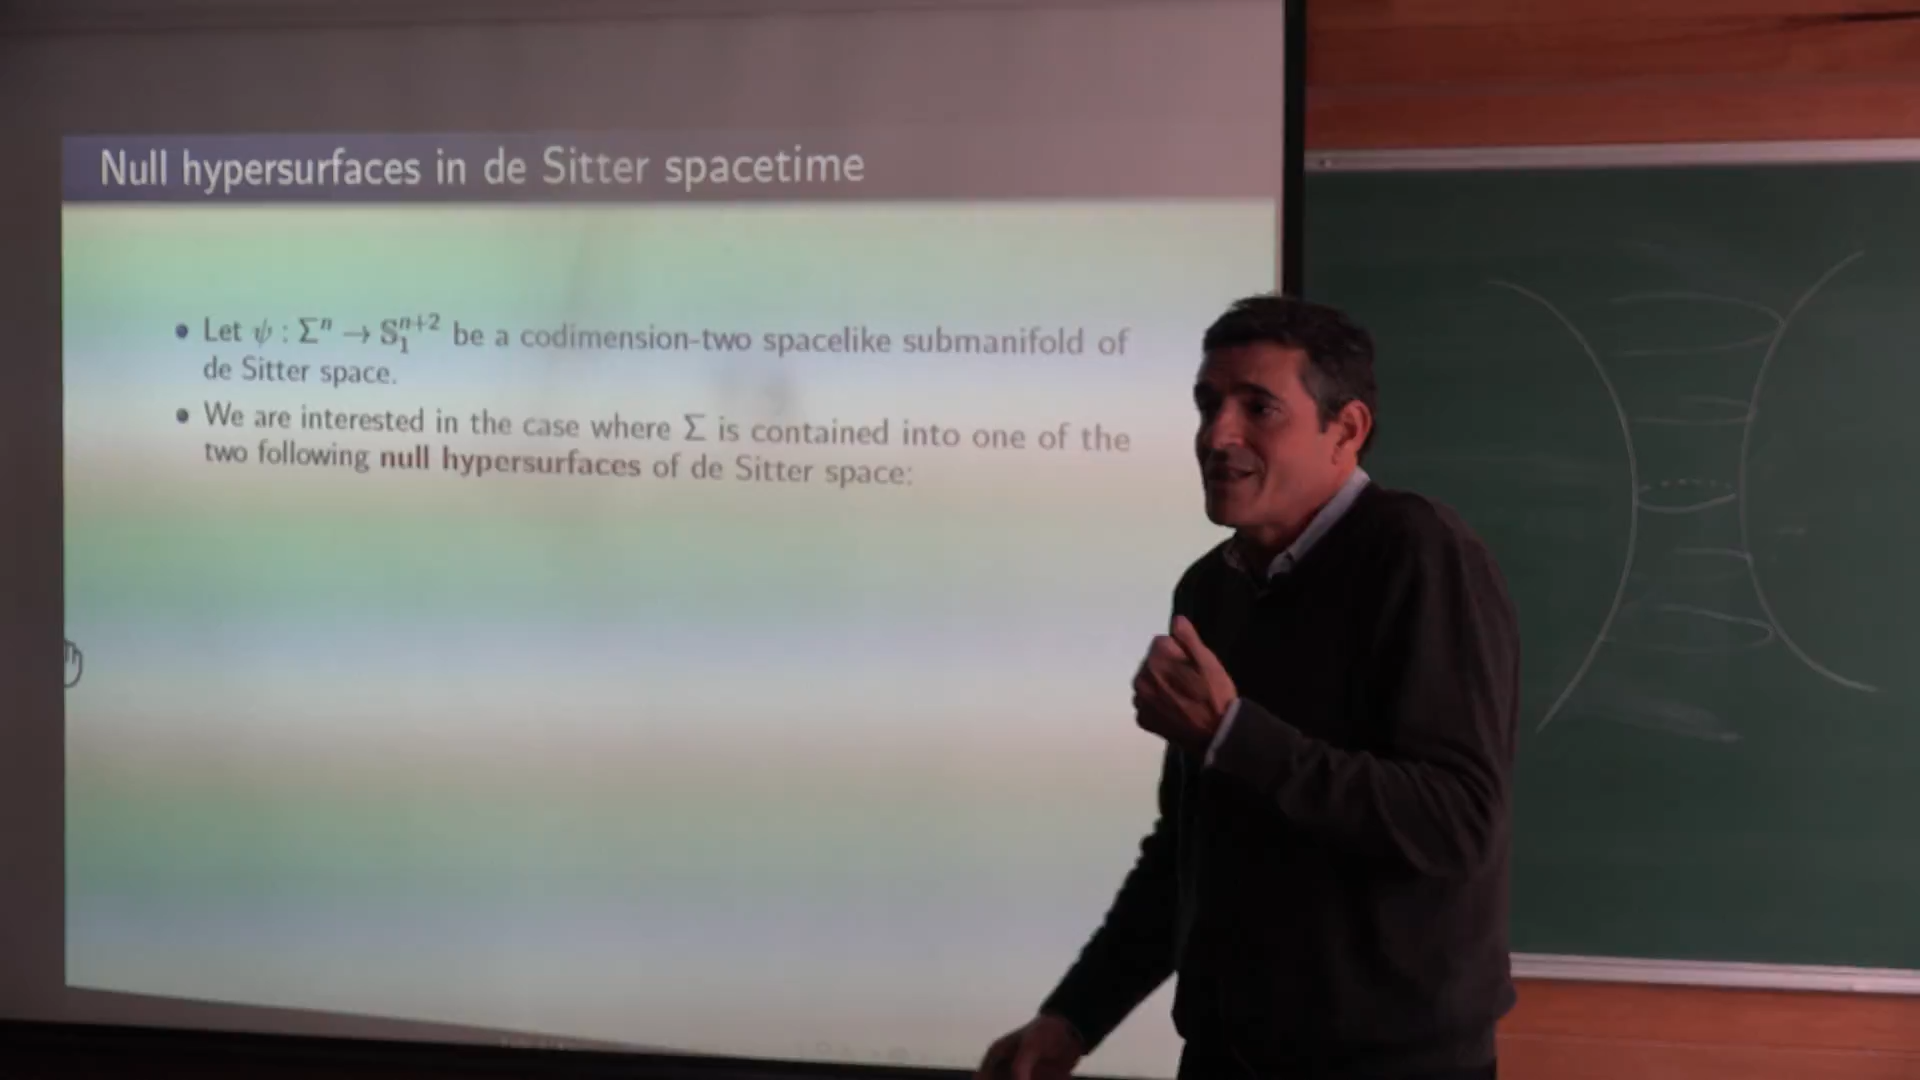 Null hypersurfaces in de Sitter spacetime
• Let ψ : Σⁿ → S₁ⁿ⁺² be a codimension-two spacelike submanifold of
de Sitter space.
• We are interested in the case where Σ is contained into one of the
two following null hypersurfaces of de Sitter space: